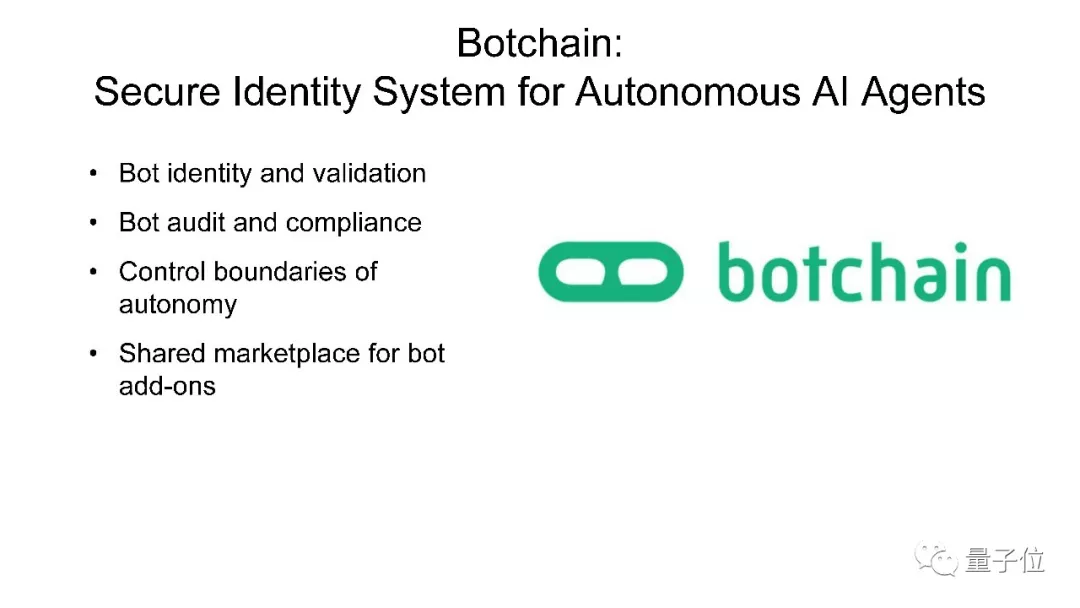 Botchain:
Secure Identity System for Autonomous AI Agents
• Bot identity and validation
• Bot audit and compliance
• Control boundaries of
autonomy
• Shared marketplace for bot
add-ons
botchain
量子位